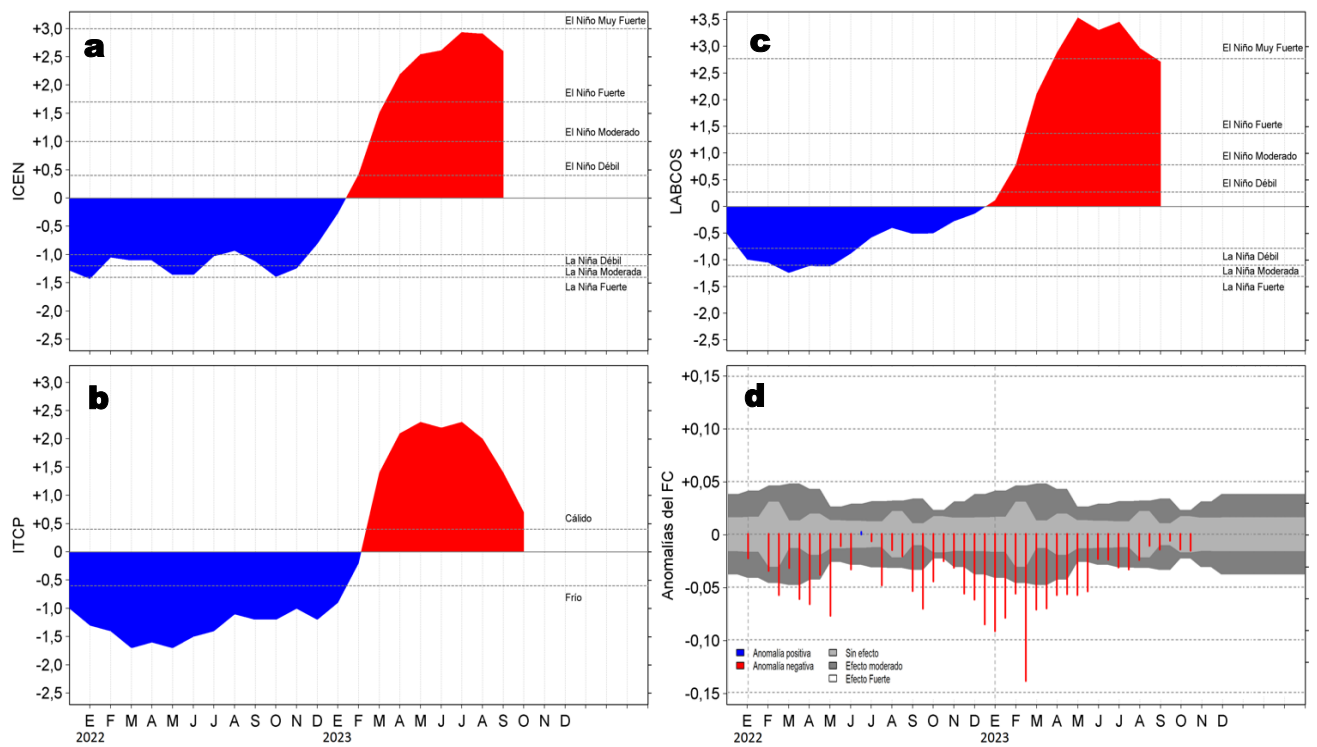 a
ICEN
+3,0
+2,5
+2,0
+1,5
+1,0
+0,5
0
-0,5
-1,0
-1,5
-2,0
-2,5
El Niño Muy Fuerte
El Niño Fuerte
El Niño Moderado
El Niño Débil
La Niña Débil
La Niña Moderada
La Niña Fuerte
c
LABCOS
+3,5
+3,0
+2,5
+2,0
+1,5
+1,0
+0,5
0
-0,5
-1,0
-1,5
-2,0
-2,5
El Niño Muy Fuerte
El Niño Fuerte
El Niño Moderado
El Niño Débil
La Niña Débil
La Niña Moderada
La Niña Fuerte
b
ITCP
+3,0
+2,5
+2,0
+1,5
+1,0
+0,5
0
-0,5
-1,0
-1,5
-2,0
-2,5
Cálido
Frío
E F M A M J J A S O N D E F M A M J J A S O N D
2022 2023
d
Anomalías del FC
+0,15
+0,10
+0,05
0
-0,05
-0,10
-0,15
Anomalía positiva
Anomalía negativa
Sin efecto
Efecto moderado
Efecto Fuerte
E F M A M J J A S O N D E F M A M J J A S O N D
2022 2023